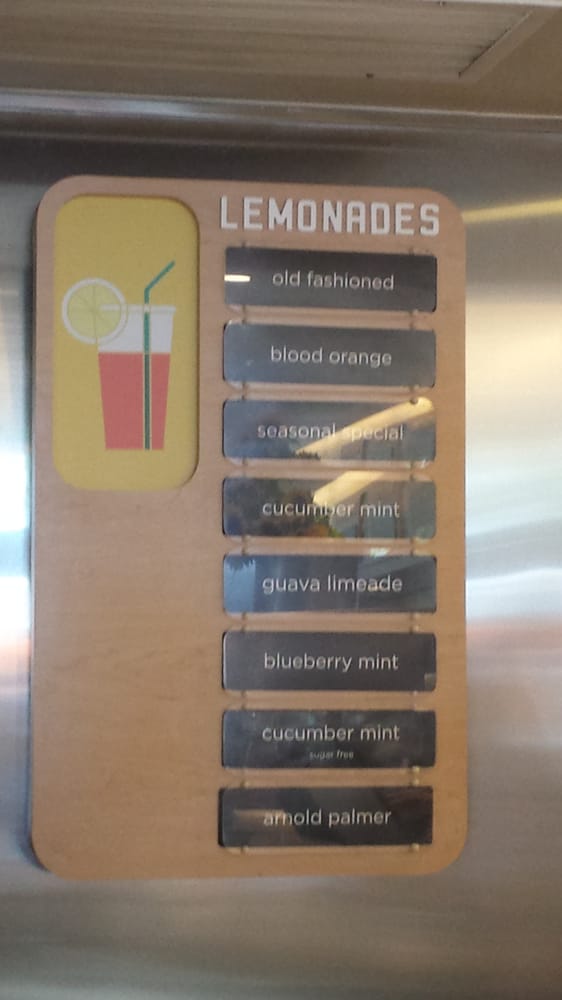 LEMONADES
old fashioned
blood orange
seasonal special
cucumber mint
guava limeade
blueberry mint
cucumber mint
sugar free
arnold palmer